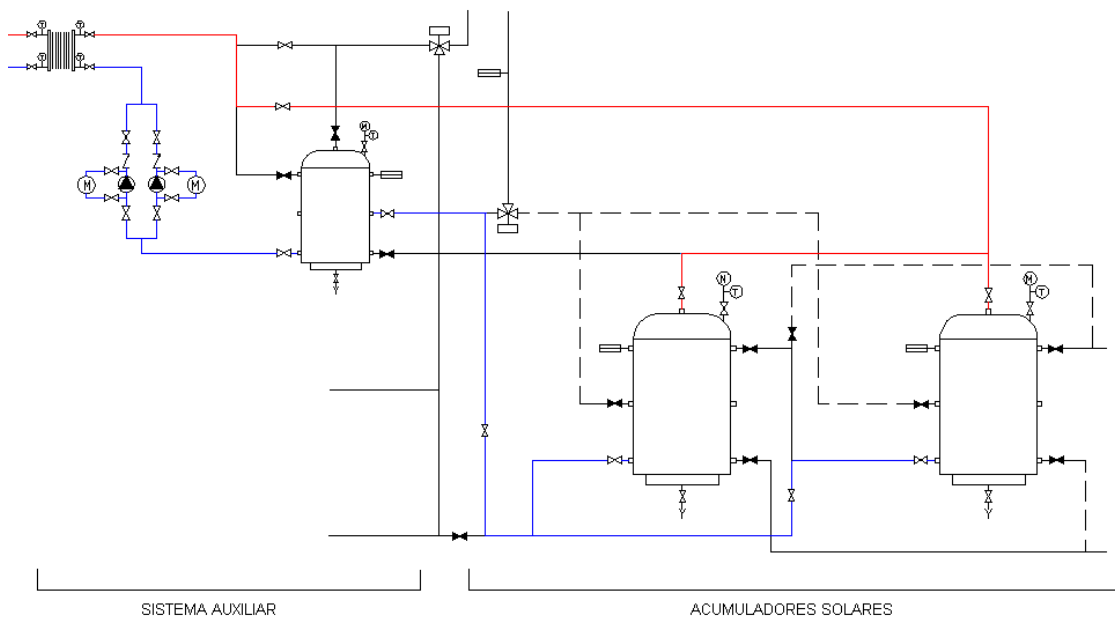 T T
T T
M
T
M M
N
T
M
T
SISTEMA AUXILIAR
ACUMULADORES SOLARES